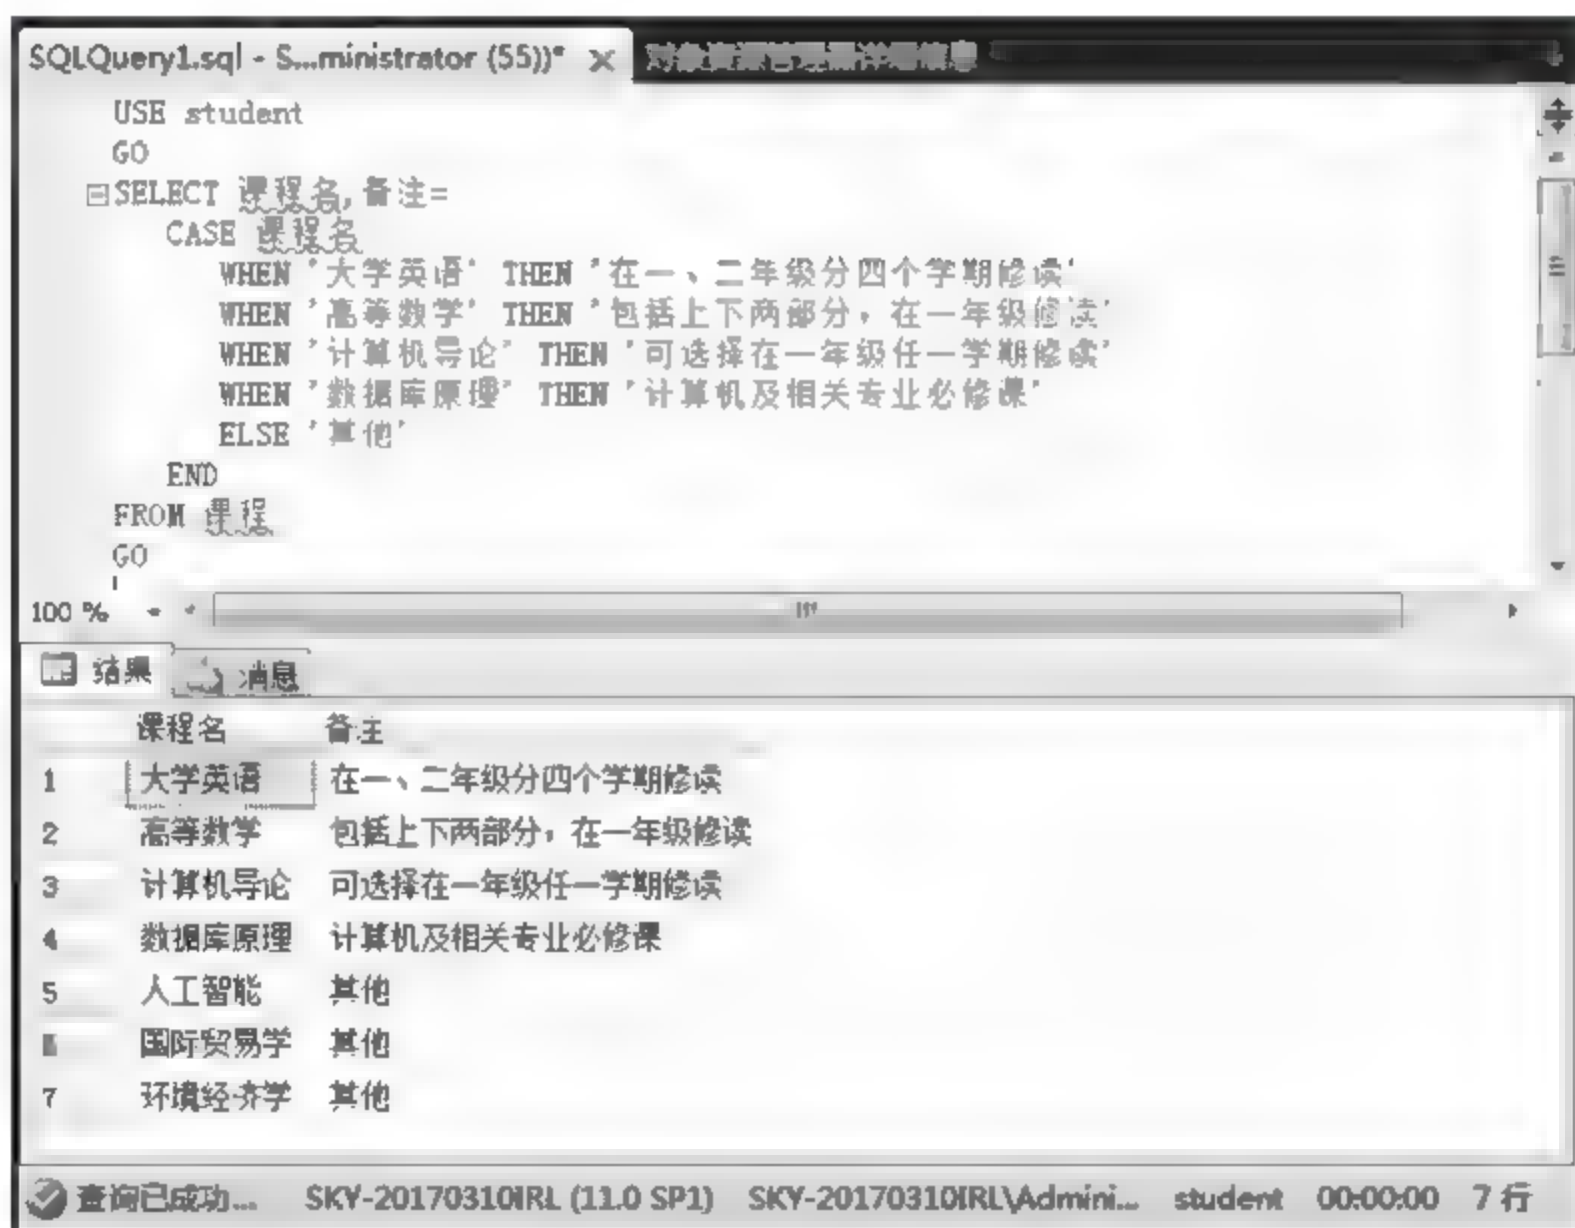 SQLQuery1.sql - S...ministrator (55))* × 对象资源管理器详细信息
USE student
GO
SELECT 课程名,备注=
CASE 课程名
WHEN '大学英语' THEN '在一、二年级分四个学期修读'
WHEN '高等数学' THEN '包括上下两部分，在一年级修读'
WHEN '计算机导论' THEN '可选择在一年级任一学期修读'
WHEN '数据库原理' THEN '计算机及相关专业必修课'
ELSE '其他'
END
FROM 课程
GO
100 %
结果 消息
课程名 备注
1 大学英语 在一、二年级分四个学期修读
2 高等数学 包括上下两部分，在一年级修读
3 计算机导论 可选择在一年级任一学期修读
4 数据库原理 计算机及相关专业必修课
5 人工智能 其他
国际贸易学 其他
7 环境经济学 其他
查询已成功... SKY-20170310IRL (11.0 SP1) SKY-20170310IRL\Admini... student 00:00:00 7 行